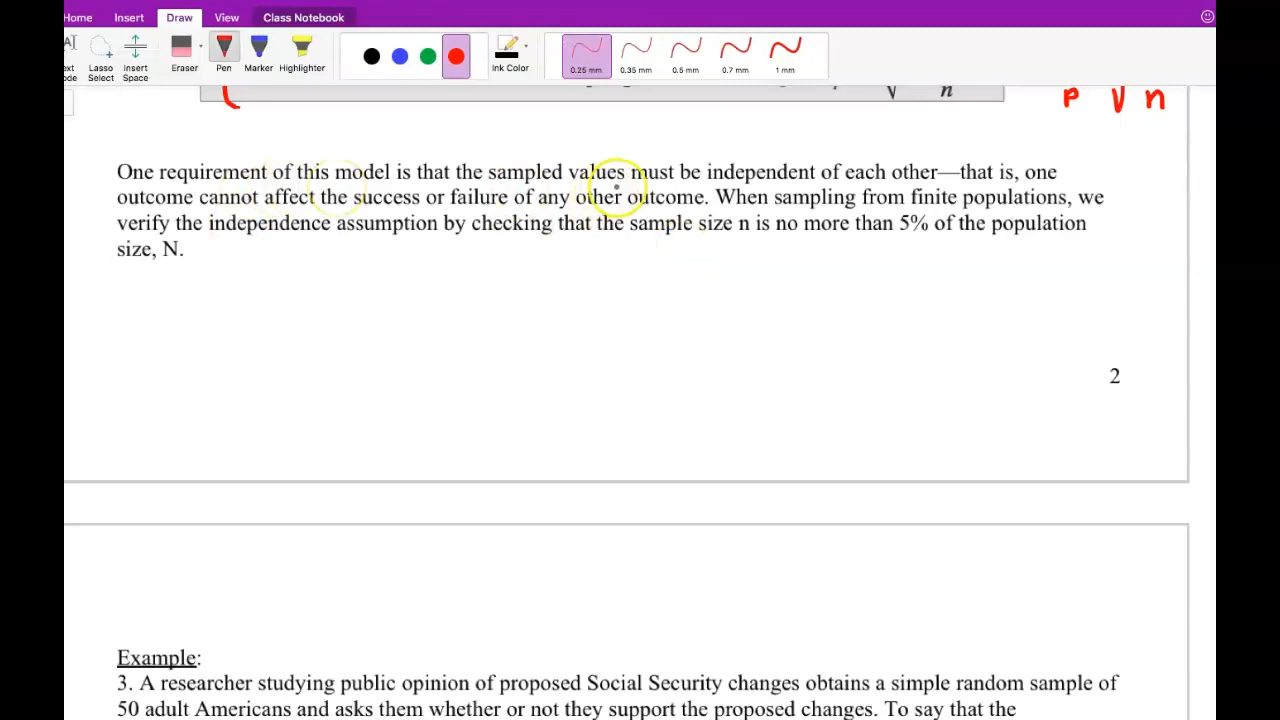 Home Insert Draw View Class Notebook
Lasso Select
Insert Space
Eraser
Pen
Marker
Highlighter
Ink Color
0.25 mm 0.35 mm 0.5 mm 0.7 mm 1 mm
n
p n
One requirement of this model is that the sampled values must be independent of each other—that is, one
outcome cannot affect the success or failure of any other outcome. When sampling from finite populations, we
verify the independence assumption by checking that the sample size n is no more than 5% of the population
size, N.
2
Example:
3. A researcher studying public opinion of proposed Social Security changes obtains a simple random sample of
50 adult Americans and asks them whether or not they support the proposed changes. To say that the